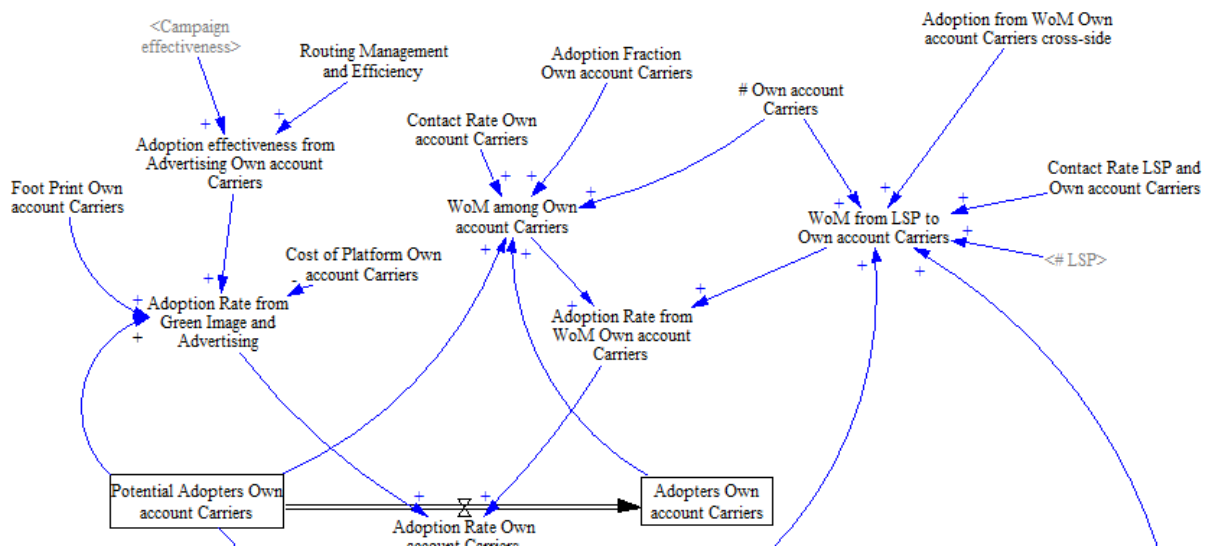 <Campaign
effectiveness>
Routing Management
and Efficiency
Adoption Fraction
Own account Carriers
Adoption from WoM Own
account Carriers cross-side
# Own account
Carriers
Contact Rate Own
account Carriers
+
+
Adoption effectiveness from
Advertising Own account
Carriers
Foot Print Own
account Carriers
Contact Rate LSP and
Own account Carriers
+
+
+
WoM among Own
account Carriers
+
+
+
+
+
WoM from LSP to
Own account Carriers
<# LSP>
+
+
+
+
Cost of Platform Own
account Carriers
+
-
+
+
Adoption Rate from
Green Image and
Advertising
+
+
Adoption Rate from
WoM Own account
Carriers
Potential Adopters Own
account Carriers
+
+
Adopters Own
account Carriers
Adoption Rate Own
account Carriers